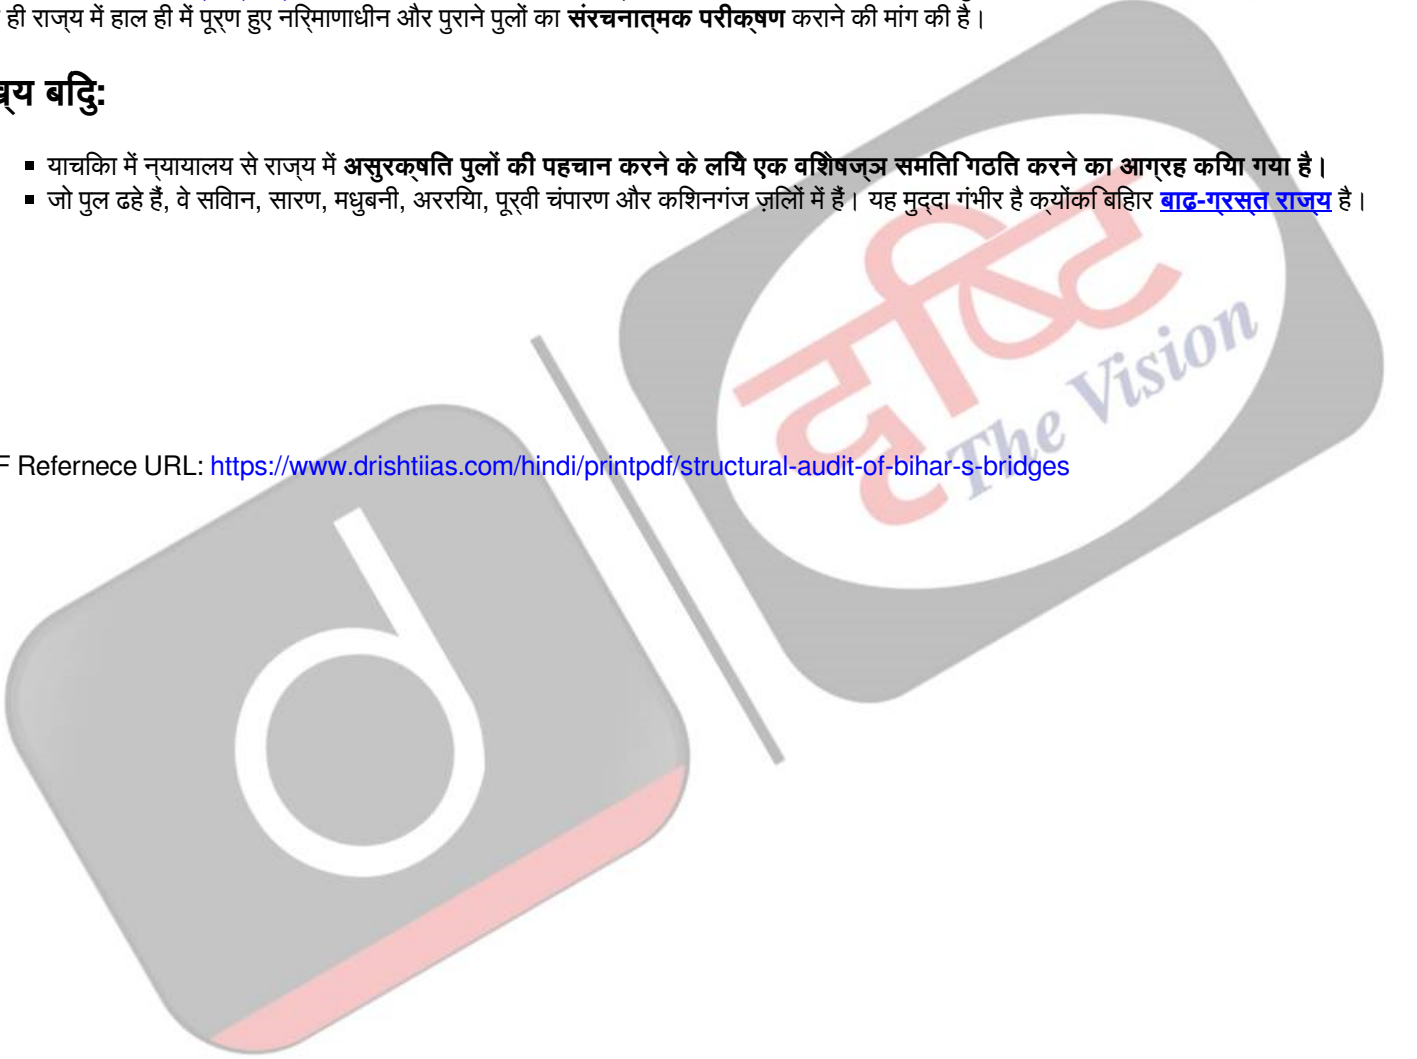 ही राज्य में हाल ही में पूर्ण हुए निर्माणाधीन और पुराने पुलों का संरचनात्मक परीक्षण कराने की मांग की है।
बिंदु:
▪ याचिका में न्यायालय से राज्य में असुरक्षित पुलों की पहचान करने के लिये एक विशेषज्ञ समिति गठित करने का आग्रह किया गया है।
▪ जो पुल ढहे हैं, वे सिवान, सारण, मधुबनी, अररिया, पूर्वी चंपारण और किशनगंज ज़िलों में हैं। यह मुद्दा गंभीर है क्योंकि बिहार बाढ़-ग्रस्त राज्य है।
दृष्टि
The Vision
F Refernece URL: https://www.drishtiias.com/hindi/printpdf/structural-audit-of-bihar-s-bridges
d